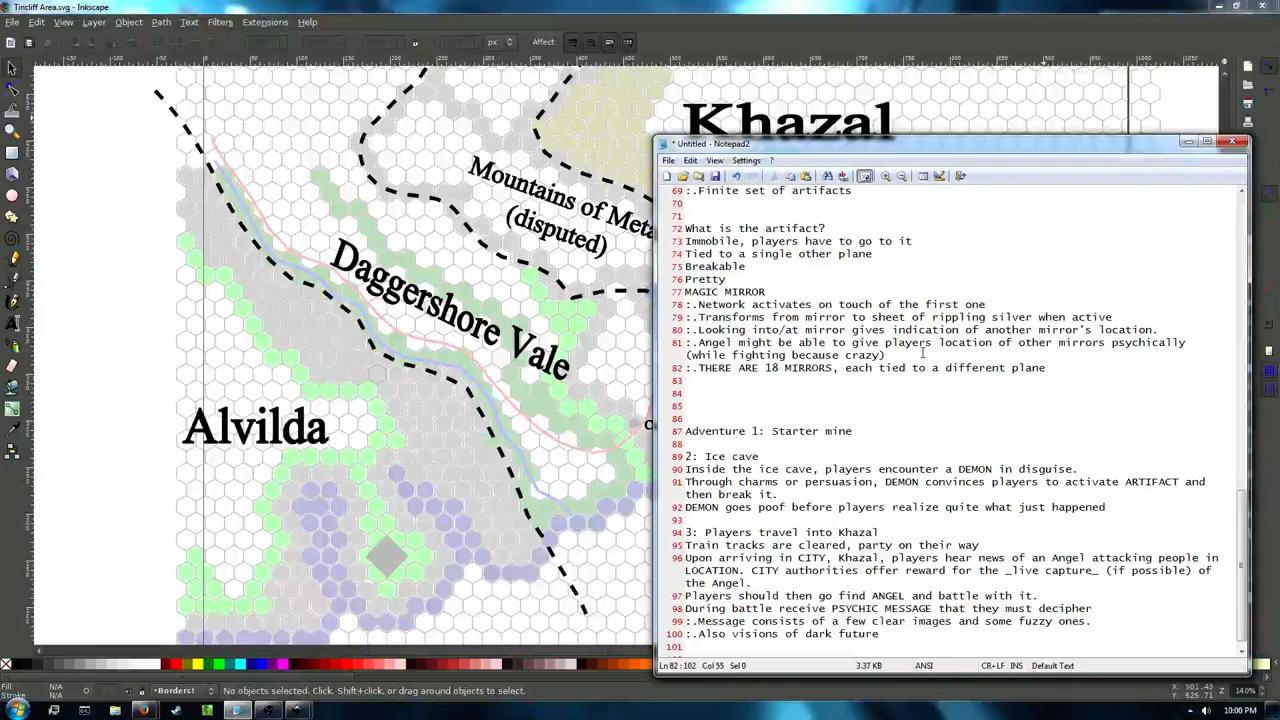 Tincliff Area.svg - Inkscape
File Edit View Layer Object Path Text Filters Extensions Help
px Affect:
Khazal
Mountains of Meta
(disputed)
Daggershore Vale
Alvilda
C
* Untitled - Notepad2
File Edit View Settings ?
69 :.Finite set of artifacts
70
71
72 What is the artifact?
73 Immobile, players have to go to it
74 Tied to a single other plane
75 Breakable
76 Pretty
77 MAGIC MIRROR
78 :.Network activates on touch of the first one
79 :.Transforms from mirror to sheet of rippling silver when active
80 :.Looking into/at mirror gives indication of another mirror's location.
81 :.Angel might be able to give players location of other mirrors psychically
(while fighting because crazy)
82 :.THERE ARE 18 MIRRORS, each tied to a different plane
83
84
85
86
87 Adventure 1: Starter mine
88
89 2: Ice cave
90 Inside the ice cave, players encounter a DEMON in disguise.
91 Through charms or persuasion, DEMON convinces players to activate ARTIFACT and
then break it.
92 DEMON goes poof before players realize quite what just happened
93
94 3: Players travel into Khazal
95 Train tracks are cleared, party on their way
96 Upon arriving in CITY, Khazal, players hear news of an Angel attacking people in
LOCATION. CITY authorities offer reward for the _live capture_ (if possible) of
the Angel.
97 Players should then go find ANGEL and battle with it.
98 During battle receive PSYCHIC MESSAGE that they must decipher
99 :.Message consists of a few clear images and some fuzzy ones.
100 :.Also visions of dark future
101
Ln 82:102 Col 55 Sel 0 3.37 KB ANSI CR+LF INS Default Text
Fill: N/A
Stroke: N/A
O: *Borders! No objects selected. Click, Shift+click, or drag around objects to select.
X: 901.43
Y: 625.71
Z: 140%
10:00 PM